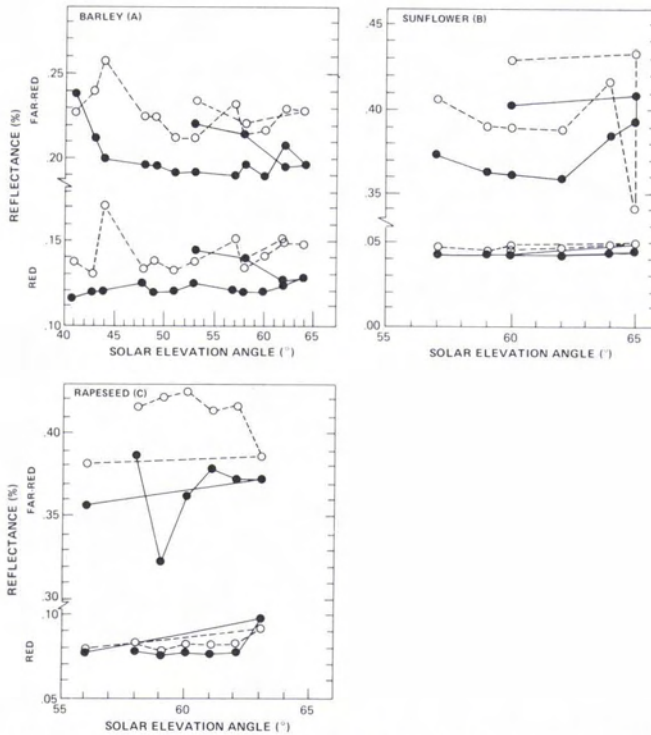 BARLEY (A)
REFLECTANCE (%)
FAR-RED
RED
.25
.20
.15
.10
40 45 50 55 60 65
SOLAR ELEVATION ANGLE (°)
SUNFLOWER (B)
.45
.40
.35
.05
.00
55 60 65
SOLAR ELEVATION ANGLE (°)
RAPESEED (C)
REFLECTANCE (%)
FAR-RED
RED
.40
.35
.30
.10
.05
55 60 65
SOLAR ELEVATION ANGLE (°)